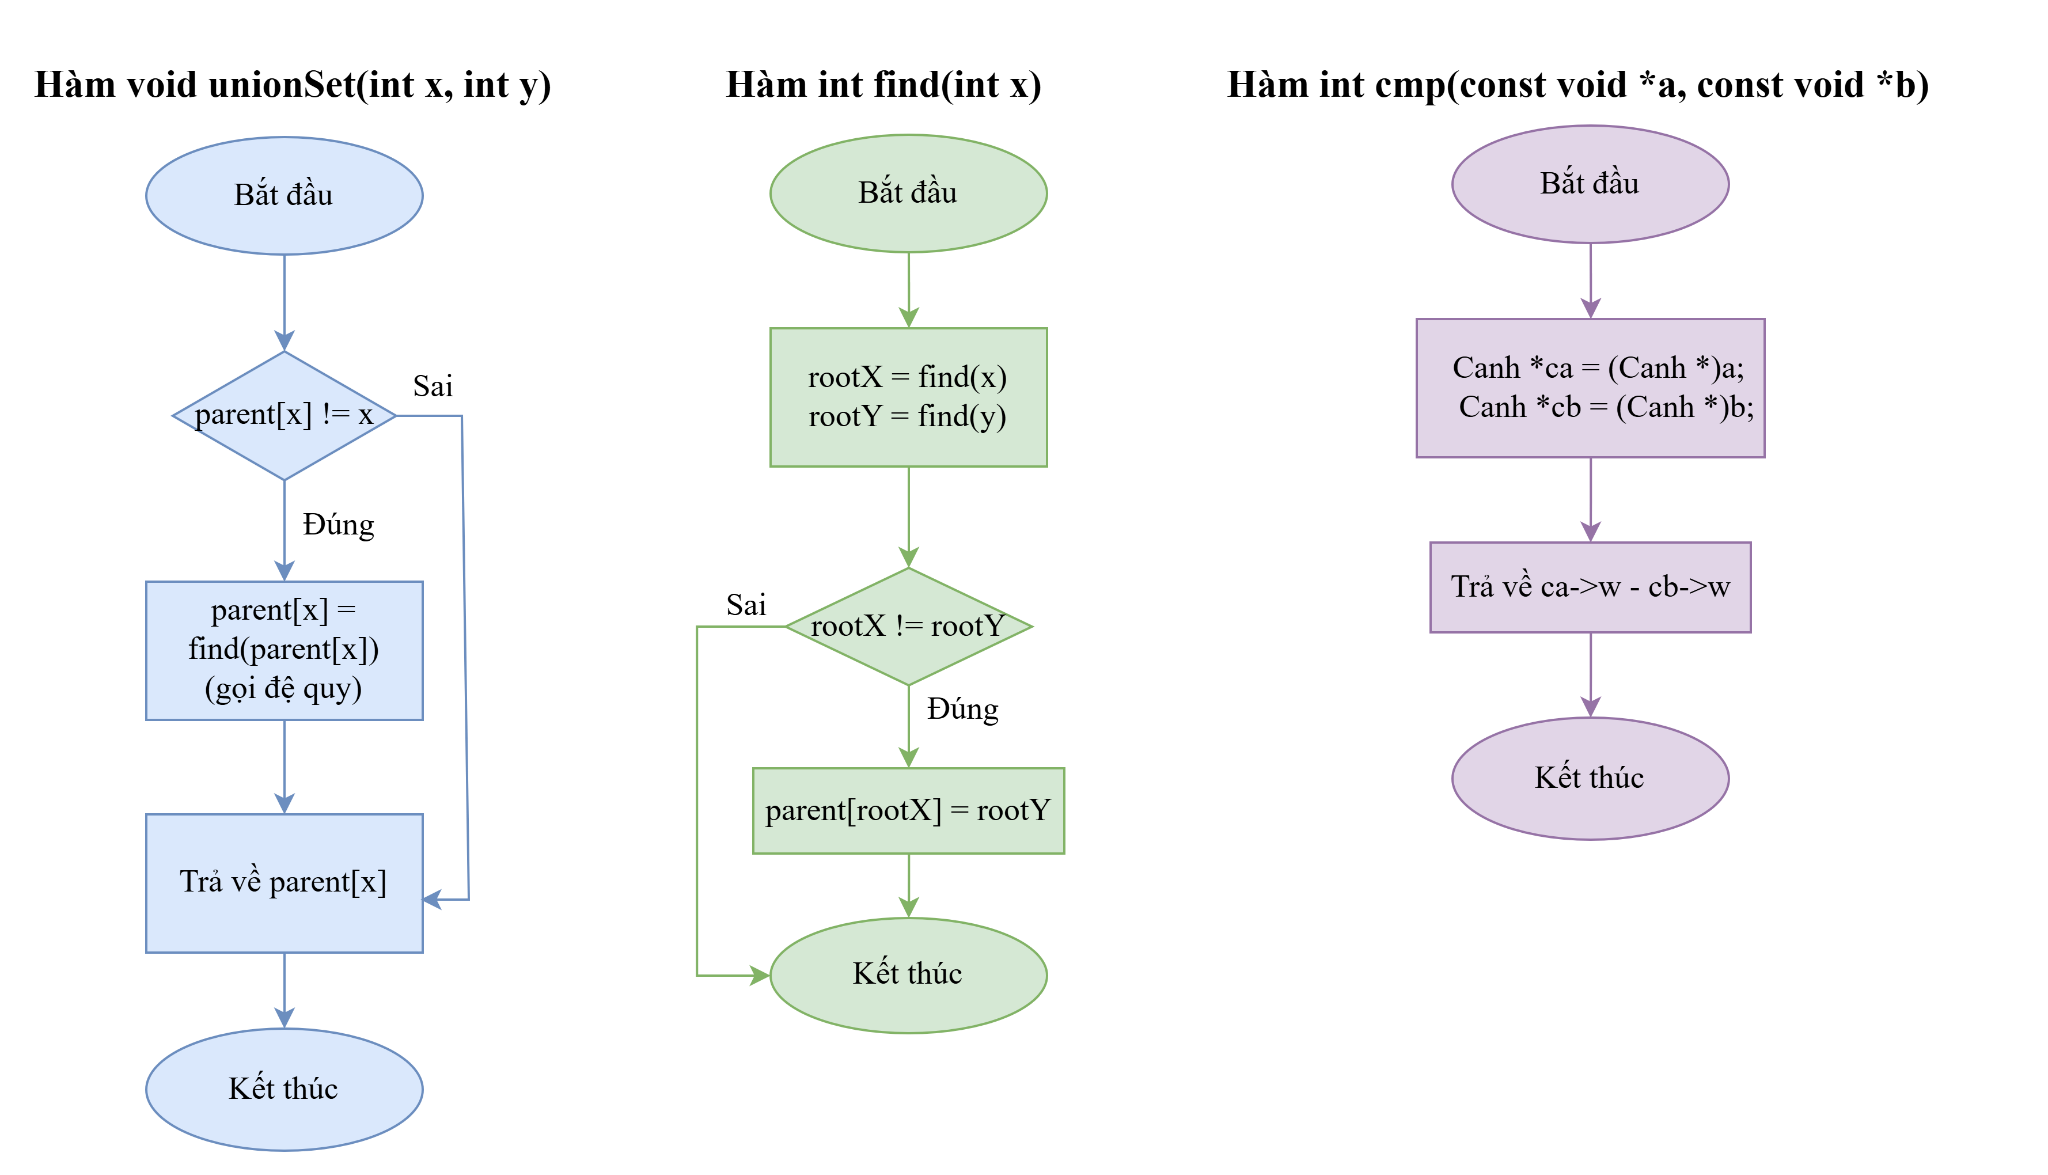 Hàm void unionSet(int x, int y)
Bắt đầu
parent[x] != x
Sai
Đúng
parent[x] =
find(parent[x])
(gọi đệ quy)
Trả về parent[x]
Kết thúc
Hàm int find(int x)
Bắt đầu
rootX = find(x)
rootY = find(y)
rootX != rootY
Sai
Đúng
parent[rootX] = rootY
Kết thúc
Hàm int cmp(const void *a, const void *b)
Bắt đầu
Canh *ca = (Canh *)a;
Canh *cb = (Canh *)b;
Trả về ca->w - cb->w
Kết thúc